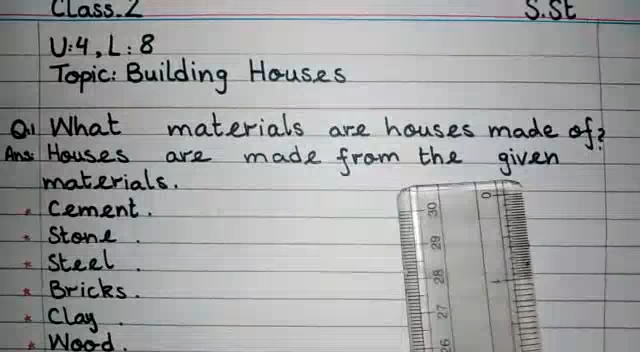 Class.2 S.St
U:4, L:8
Topic: Building Houses
Q1 What materials are houses made of?
Ans: Houses are made from the given
materials.
* Cement.
* Stone.
* Steel.
* Bricks.
* Clay.
* Wood.
30 0
29
28 1
27
26